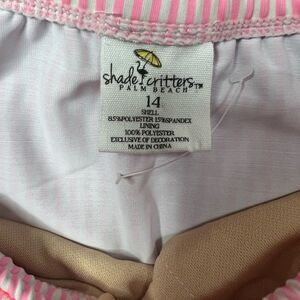 shade critters™
PALM BEACH
14
SHELL
85%POLYESTER 15%SPANDEX
LINING
100% POLYESTER
EXCLUSIVE OF DECORATION
MADE IN CHINA